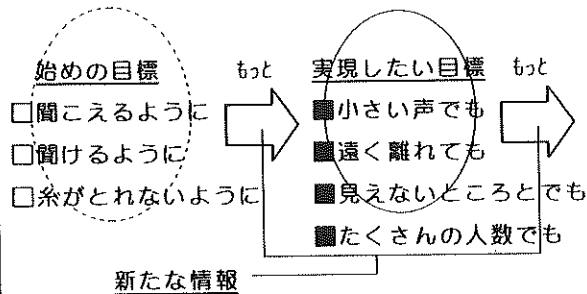 始めの目標
もっと
実現したい目標
もっと
□聞こえるように
□聞けるように
□糸がとれないように
■小さい声でも
■遠く離れても
■見えないところとでも
■たくさんの人数でも
新たな情報